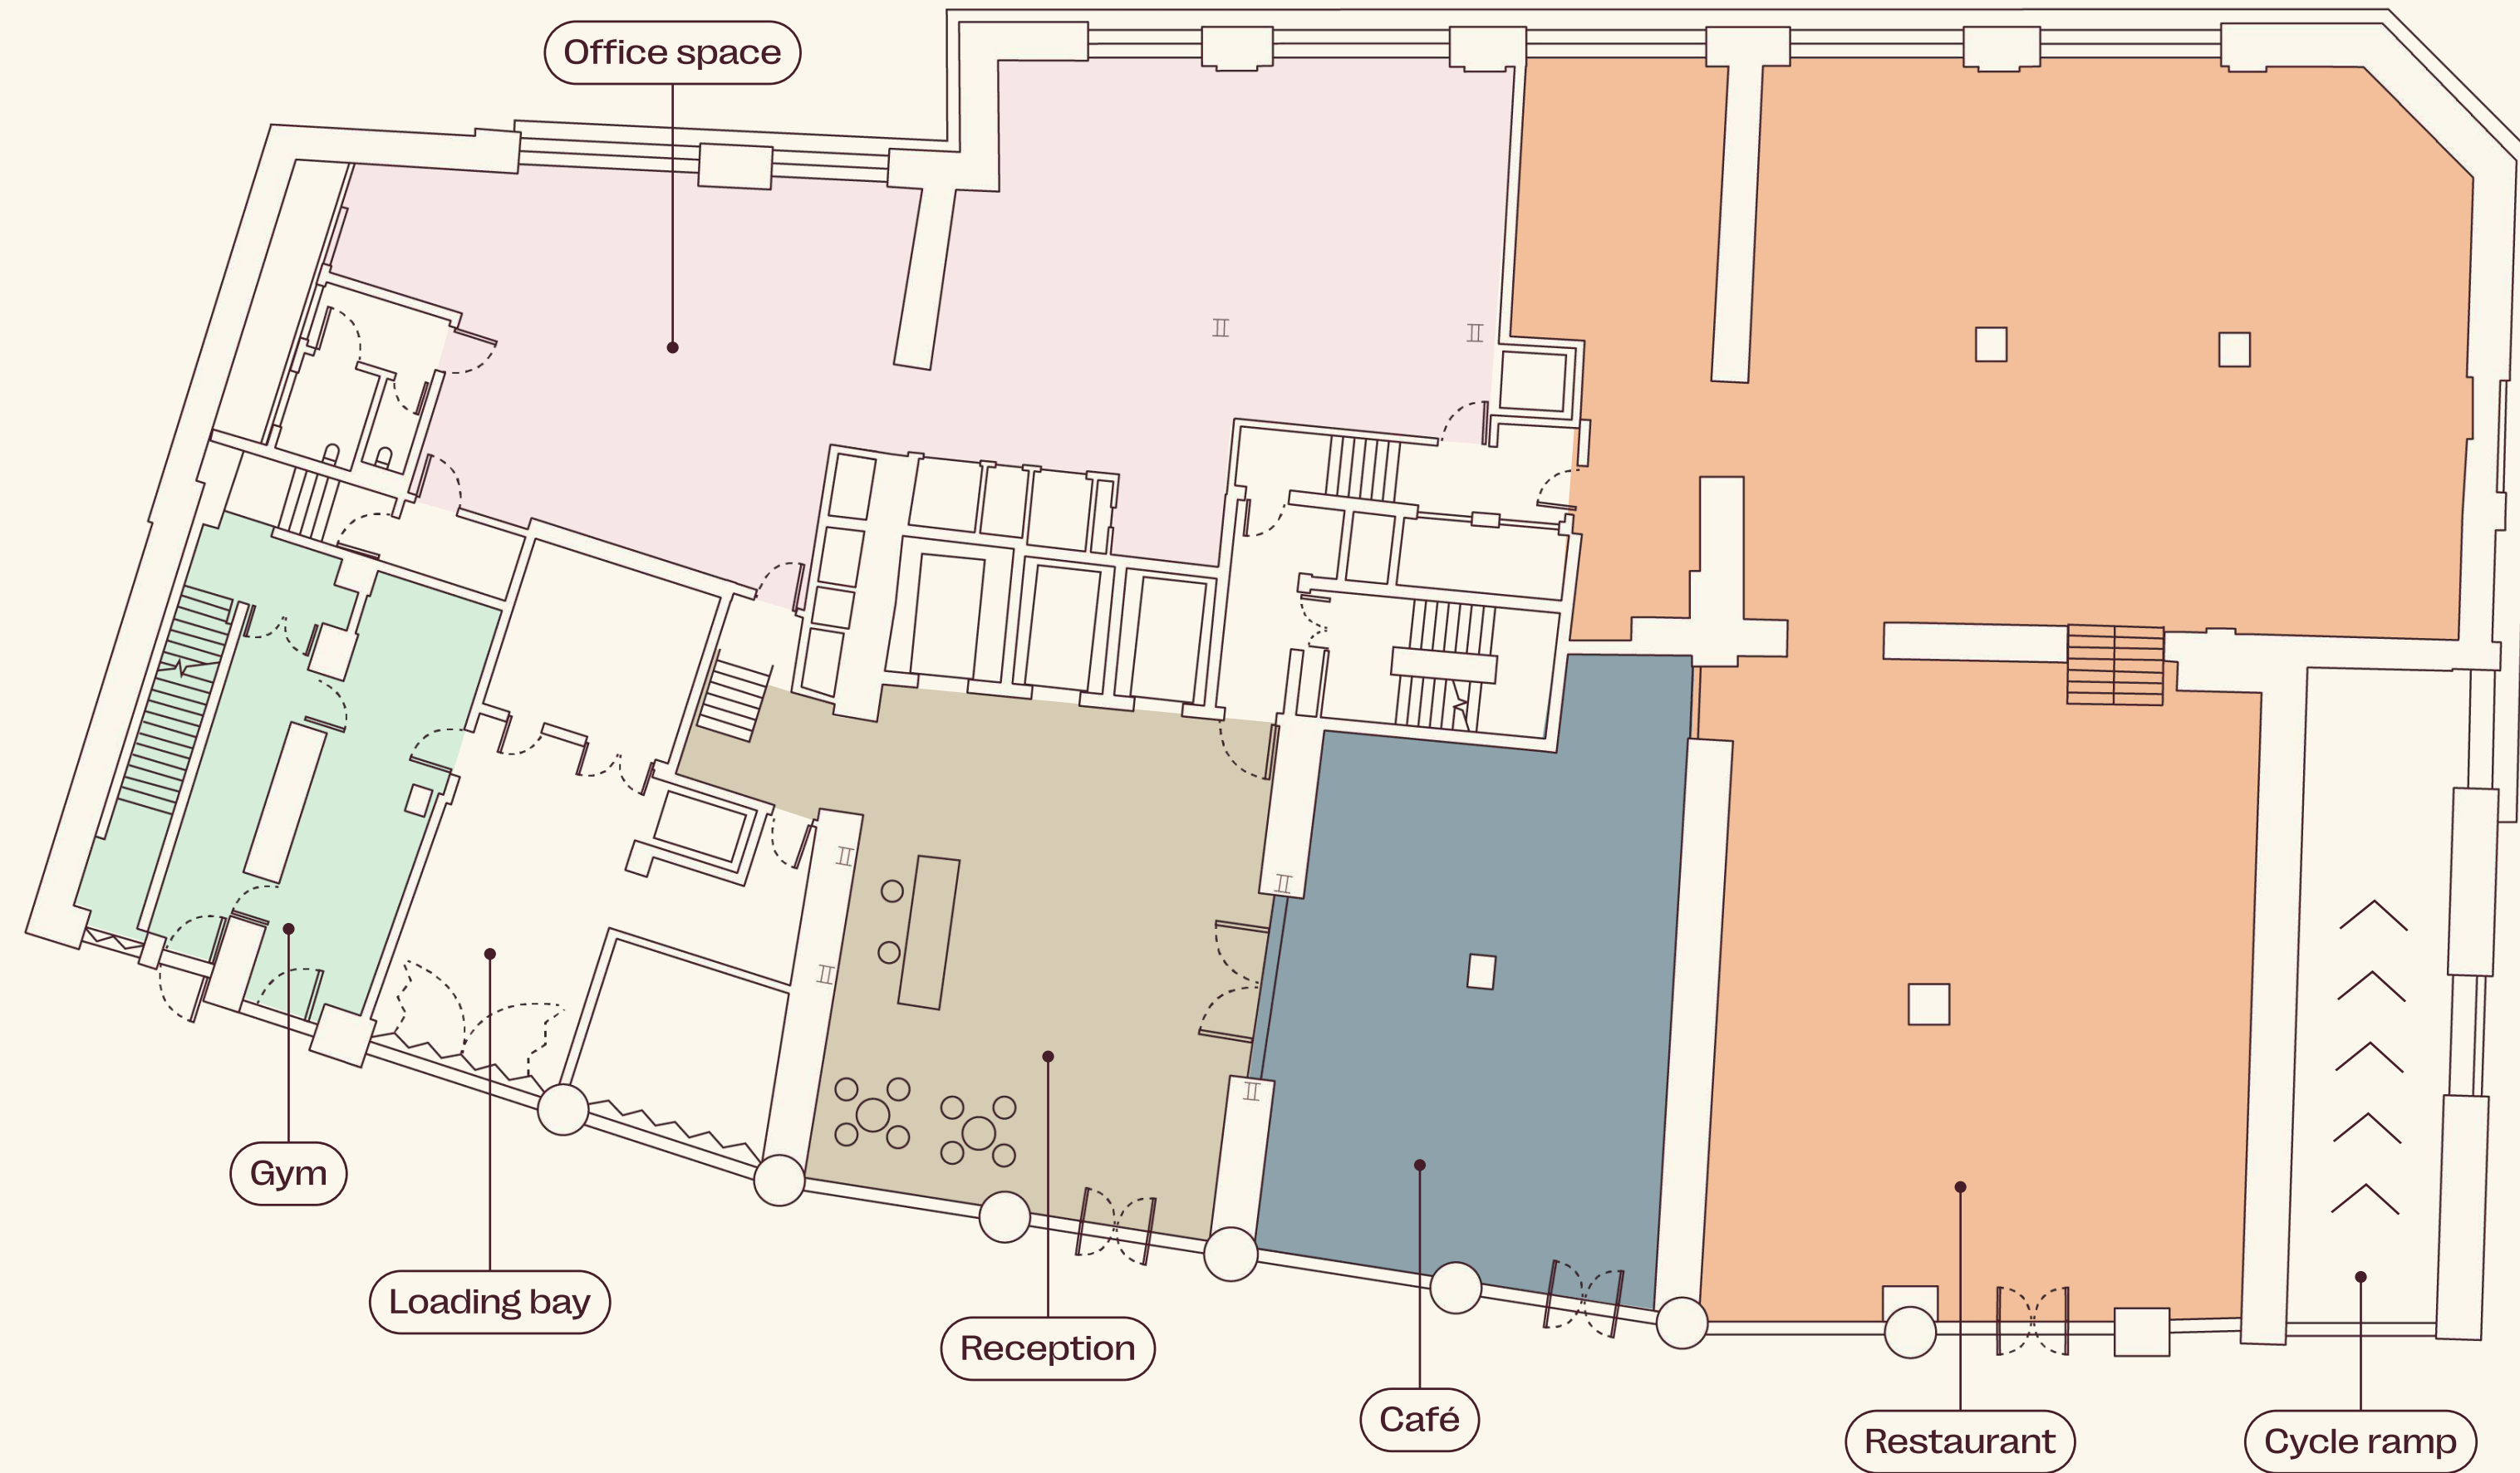 Office space
Gym
Loading bay
Reception
Café
Restaurant
Cycle ramp